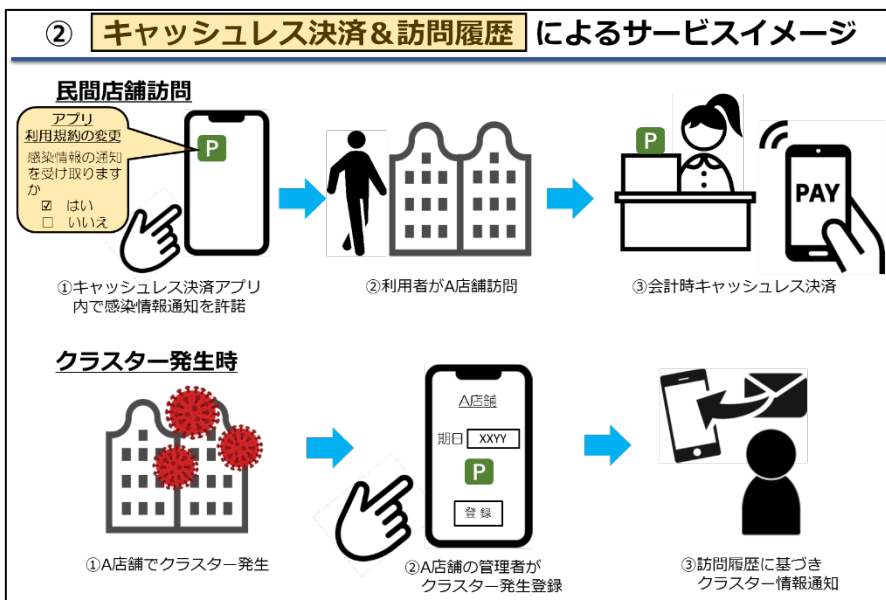 ② キャッシュレス決済&訪問履歴 によるサービスイメージ
民間店舗訪問
アプリ
利用規約の変更
感染情報の通知
を受け取ります
か
☑ はい
□ いいえ
P
P
PAY
①キャッシュレス決済アプリ
内で感染情報通知を許諾
②利用者がA店舗訪問
③会計時キャッシュレス決済
クラスター発生時
A店舗
期日 XXYY
P
登録
①A店舗でクラスター発生
②A店舗の管理者が
クラスター発生登録
③訪問履歴に基づき
クラスター情報通知